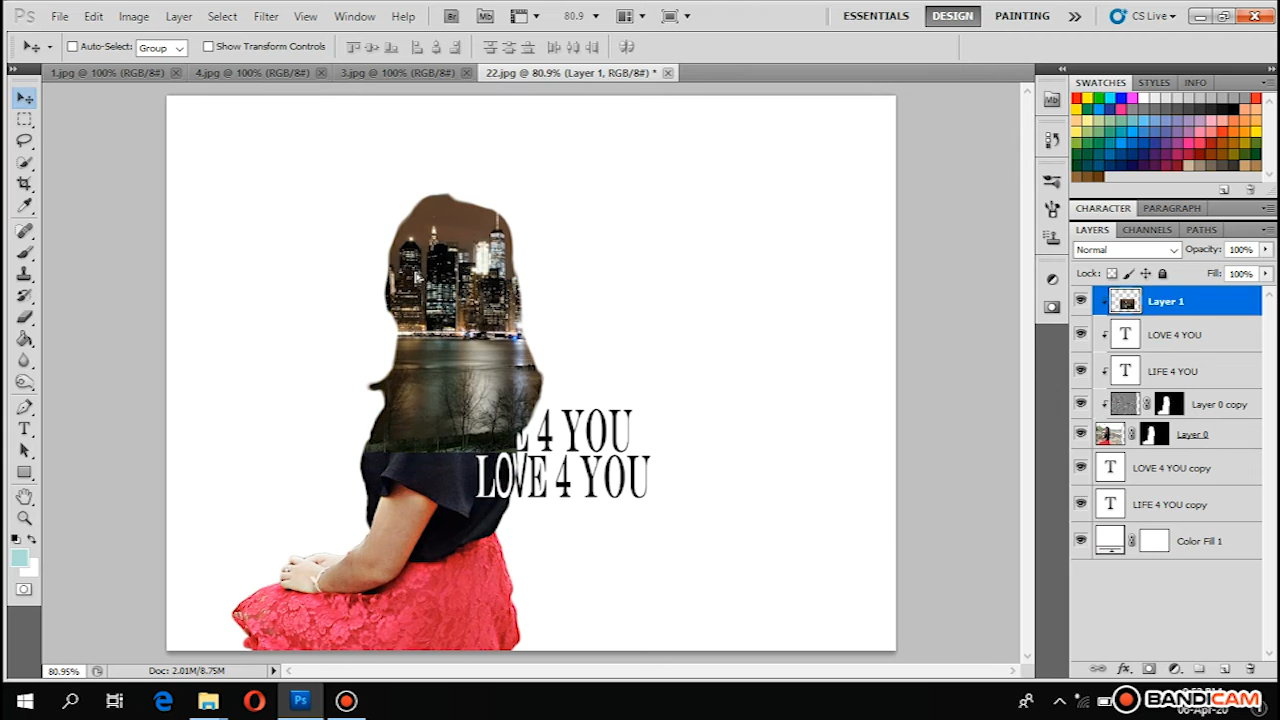 Ps File Edit Image Layer Select Filter View Window Help Br Mb 80.9 ESSENTIALS DESIGN PAINTING CS Live
Auto-Select: Group Show Transform Controls
1.jpg @ 100% (RGB/8#) 4.jpg @ 100% (RGB/8#) 3.jpg @ 100% (RGB/8#) 22.jpg @ 80.9% (Layer 1, RGB/8#) *
SWATCHES STYLES INFO
Mb
CHARACTER PARAGRAPH
LAYERS CHANNELS PATHS
Normal Opacity: 100%
Lock: Fill: 100%
Layer 1
T LOVE 4 YOU
T LIFE 4 YOU
Layer 0 copy
Layer 0
T LOVE 4 YOU copy
T LIFE 4 YOU copy
Color Fill 1
E 4 YOU
LOVE 4 YOU
80.95% Doc: 2.01M/8.75M
Ps BANDICAM